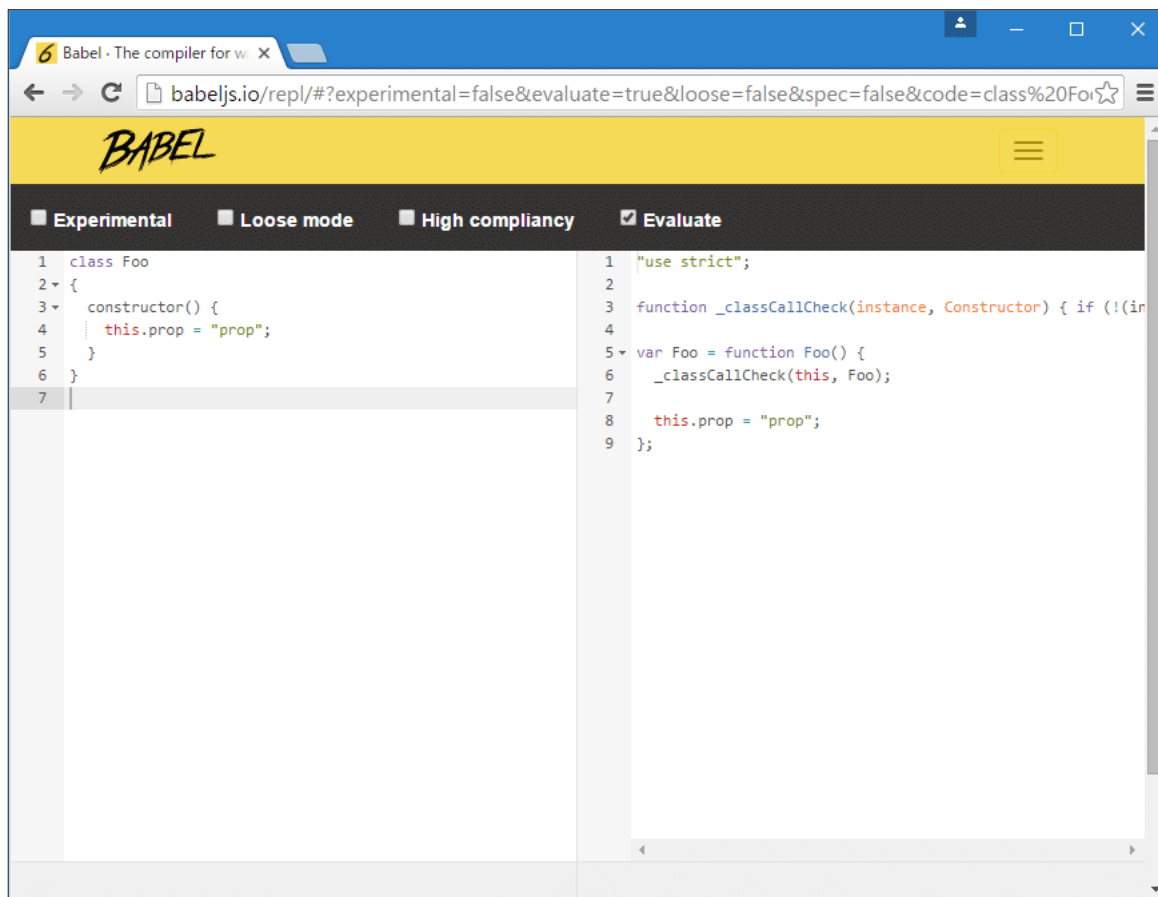 6 Babel · The compiler for w
babeljs.io/repl/#?experimental=false&evaluate=true&loose=false&spec=false&code=class%20Fo
BABEL
Experimental Loose mode High compliancy Evaluate
1 class Foo
2 {
3 constructor() {
4 this.prop = "prop";
5 }
6 }
7
1 "use strict";
2
3 function _classCallCheck(instance, Constructor) { if (!(in
4
5 var Foo = function Foo() {
6 _classCallCheck(this, Foo);
7
8 this.prop = "prop";
9 };